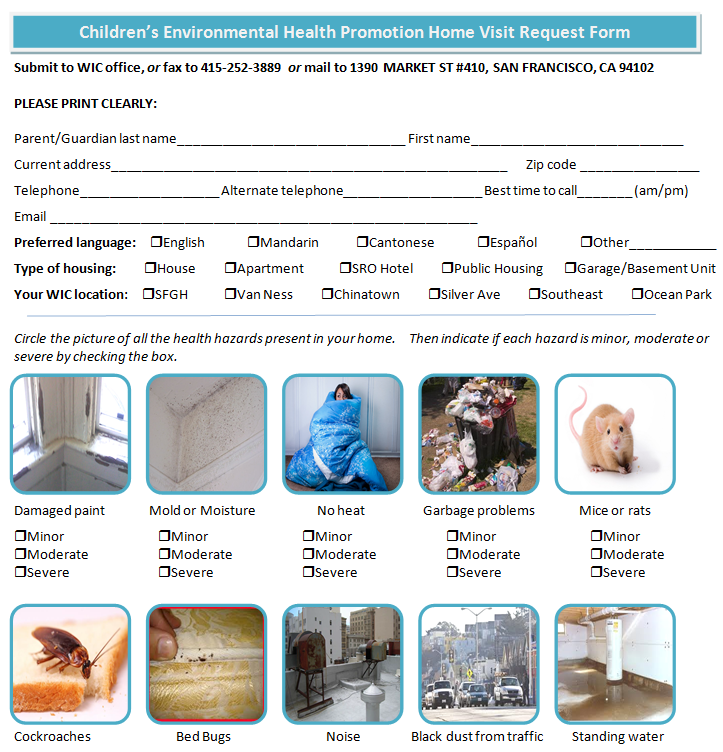 Children's Environmental Health Promotion Home Visit Request Form
Submit to WIC office, or fax to 415-252-3889 or mail to 1390 MARKET ST #410, SAN FRANCISCO, CA 94102
PLEASE PRINT CLEARLY:
Parent/Guardian last name______________________________ First name____________________________
Current address____________________________________________________ Zip code ________________
Telephone__________________ Alternate telephone__________________ Best time to call_______ (am/pm)
Email ________________________________________________________
Preferred language: ❒English ❒Mandarin ❒Cantonese ❒Español ❒Other___________
Type of housing: ❒House ❒Apartment ❒SRO Hotel ❒Public Housing ❒Garage/Basement Unit
Your WIC location: ❒SFGH ❒Van Ness ❒Chinatown ❒Silver Ave ❒Southeast ❒Ocean Park
Circle the picture of all the health hazards present in your home. Then indicate if each hazard is minor, moderate or
severe by checking the box.
Damaged paint Mold or Moisture No heat Garbage problems Mice or rats
❒Minor ❒Minor ❒Minor ❒Minor ❒Minor
❒Moderate ❒Moderate ❒Moderate ❒Moderate ❒Moderate
❒Severe ❒Severe ❒Severe ❒Severe ❒Severe
Cockroaches Bed Bugs Noise Black dust from traffic Standing water